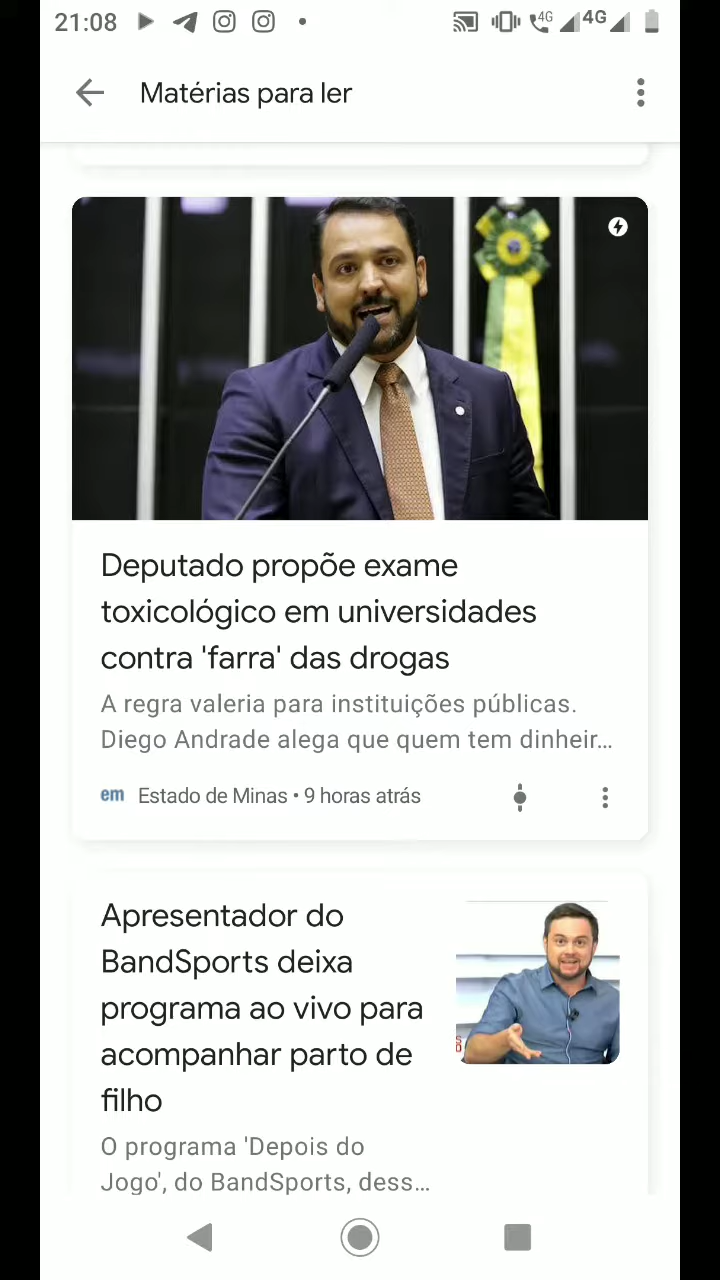 21:08
4G
4G
Matérias para ler
Deputado propõe exame
toxicológico em universidades
contra 'farra' das drogas
A regra valeria para instituições públicas.
Diego Andrade alega que quem tem dinheir...
em Estado de Minas • 9 horas atrás
Apresentador do
BandSports deixa
programa ao vivo para
acompanhar parto de
filho
O programa 'Depois do
Jogo', do BandSports, dess...